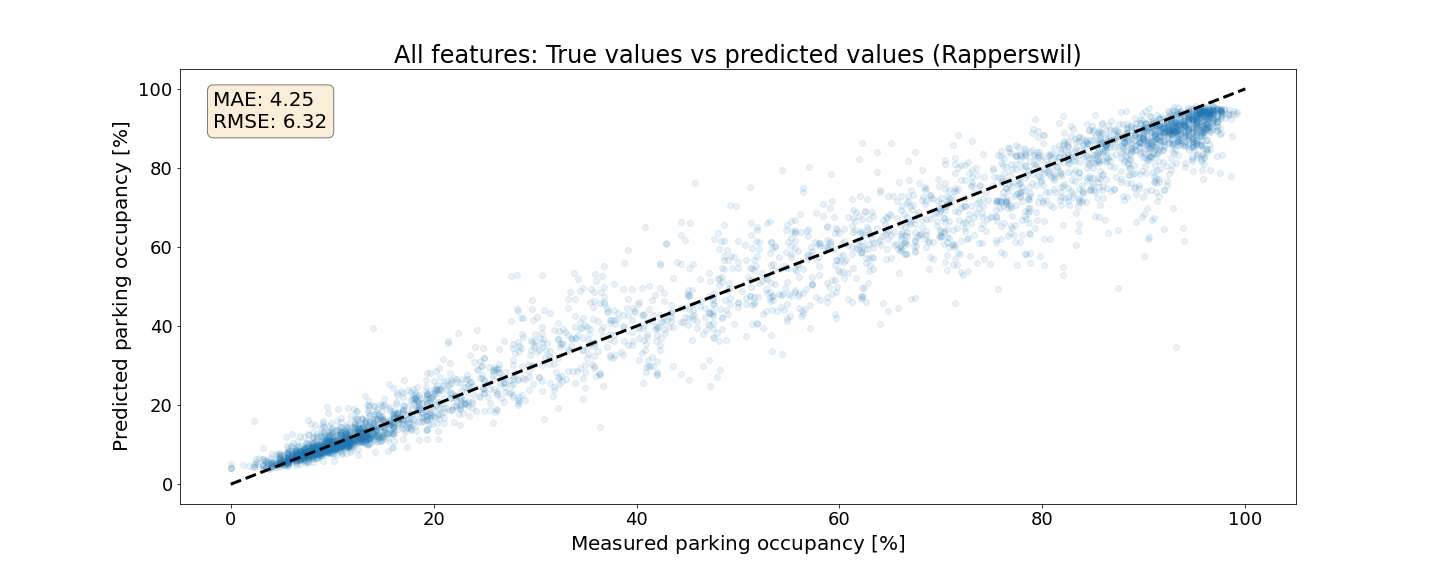 All features: True values vs predicted values (Rapperswil)
MAE: 4.25
RMSE: 6.32
Predicted parking occupancy [%]
100
80
60
40
20
0
0 20 40 60 80 100
Measured parking occupancy [%]